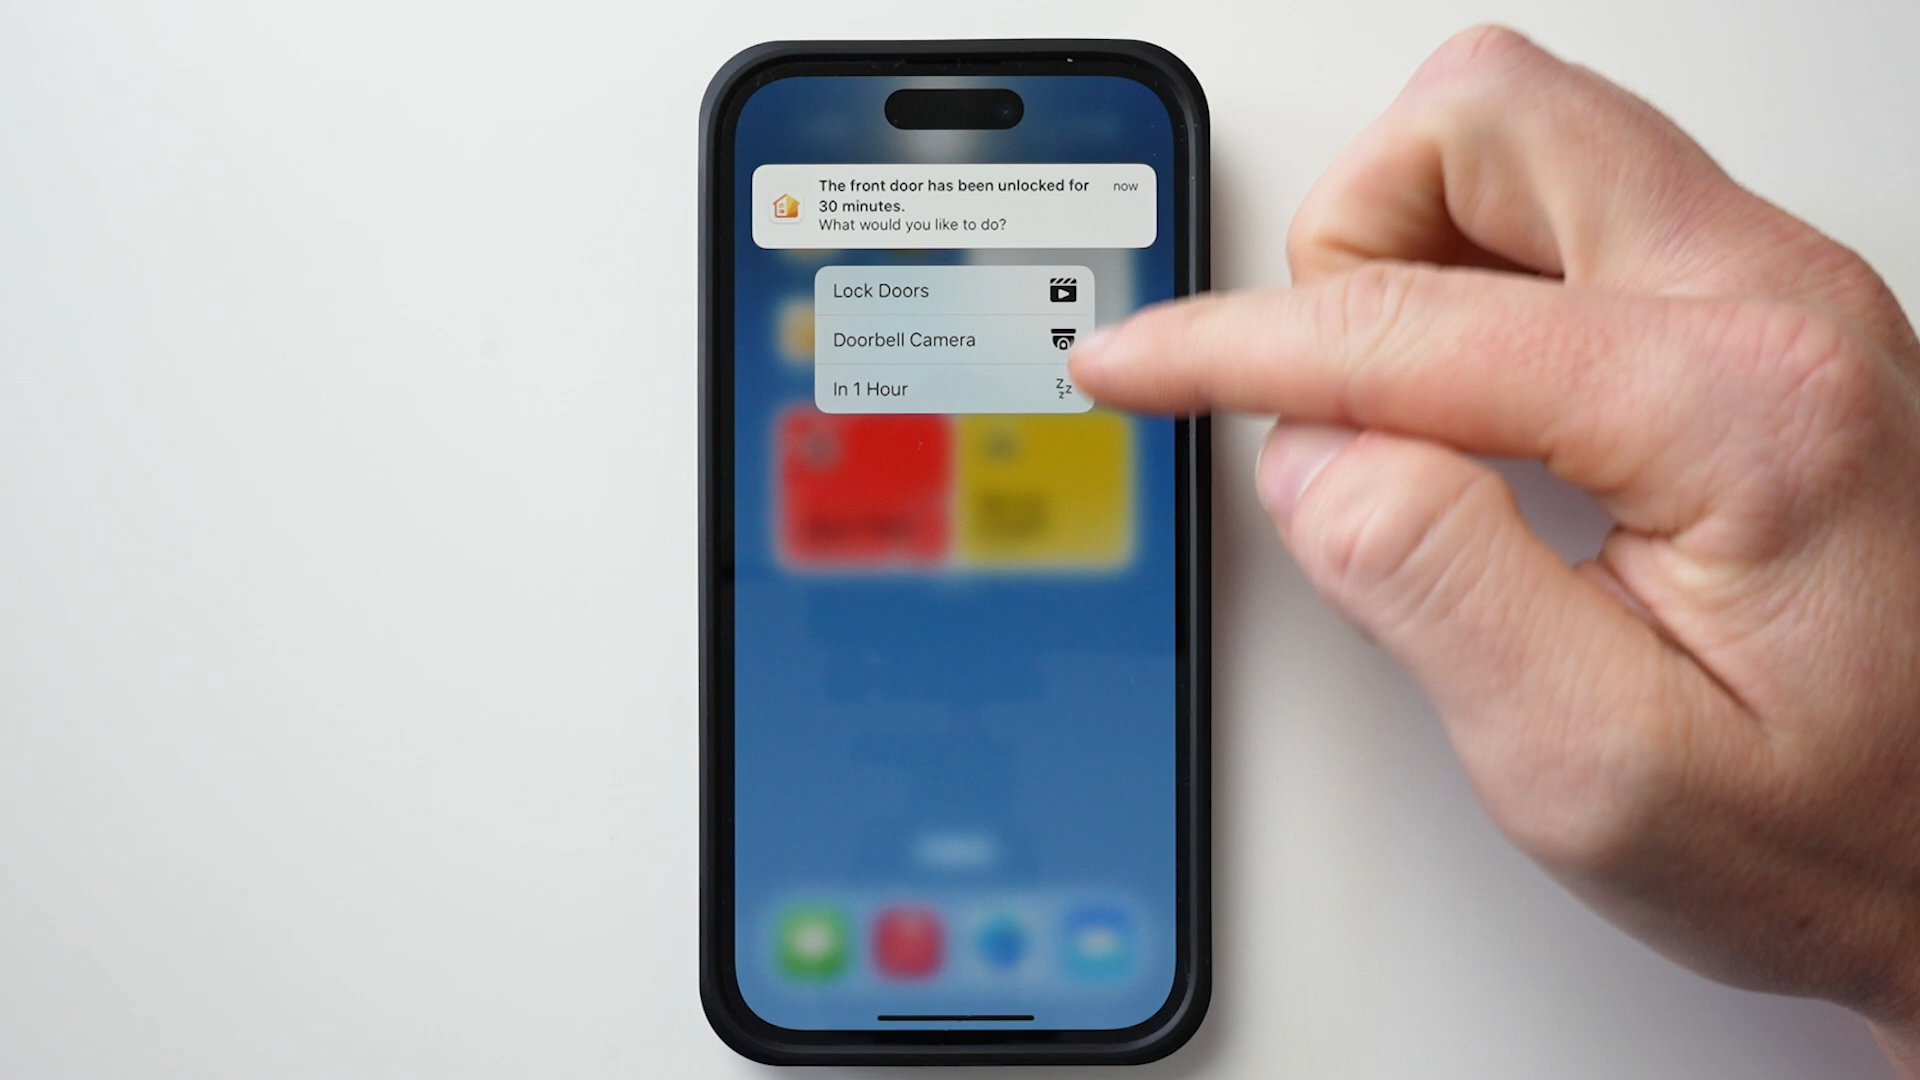 The front door has been unlocked for
now
30 minutes.
What would you like to do?
Lock Doors
Doorbell Camera
In 1 Hour